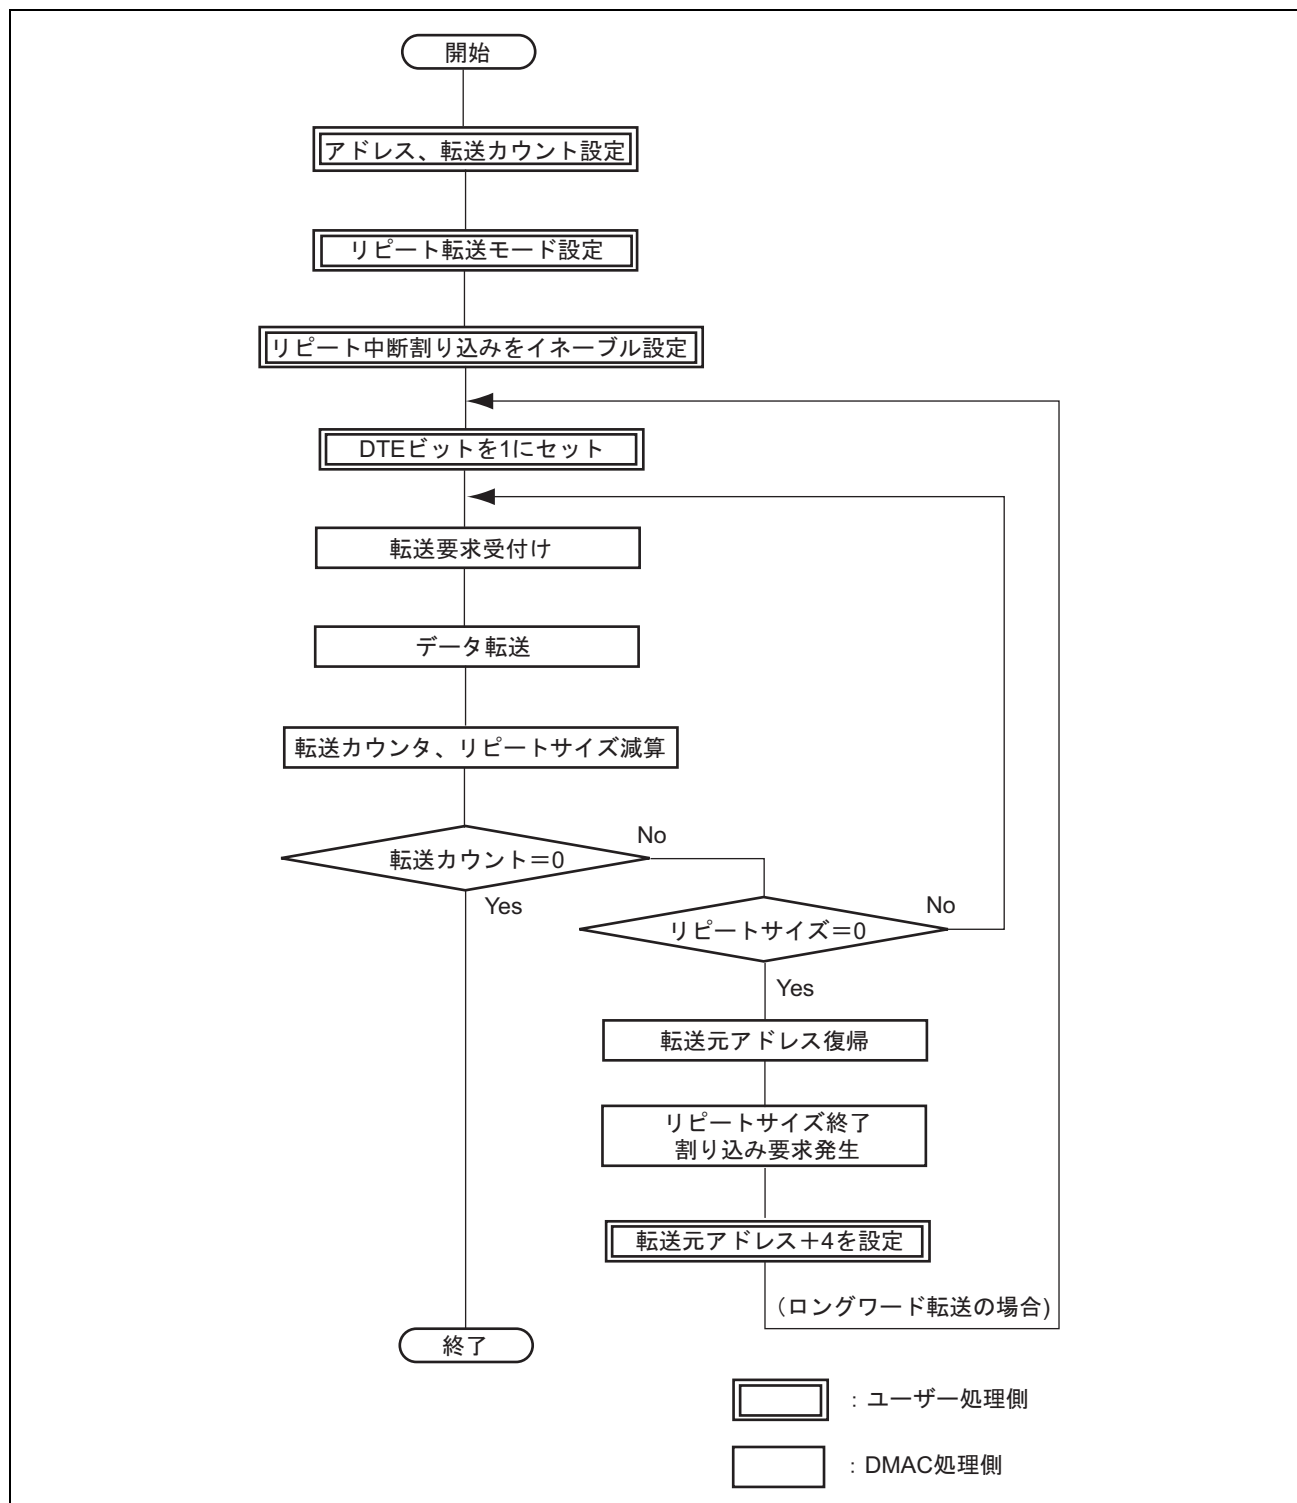 開始
アドレス、転送カウント設定
リピート転送モード設定
リピート中断割り込みをイネーブル設定
DTEビットを1にセット
転送要求受付け
データ転送
転送カウンタ、リピートサイズ減算
転送カウント=0
No
Yes
リピートサイズ=0
No
Yes
転送元アドレス復帰
リピートサイズ終了
割り込み要求発生
転送元アドレス+4を設定
(ロングワード転送の場合)
終了
:ユーザー処理側
:DMAC処理側